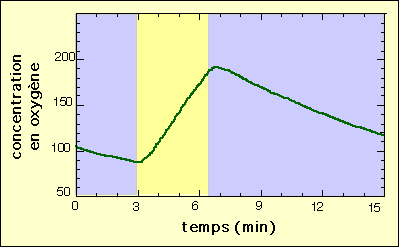 200
150
100
50
concentration
en oxygène
0 3 6 9 12 15
temps (min)